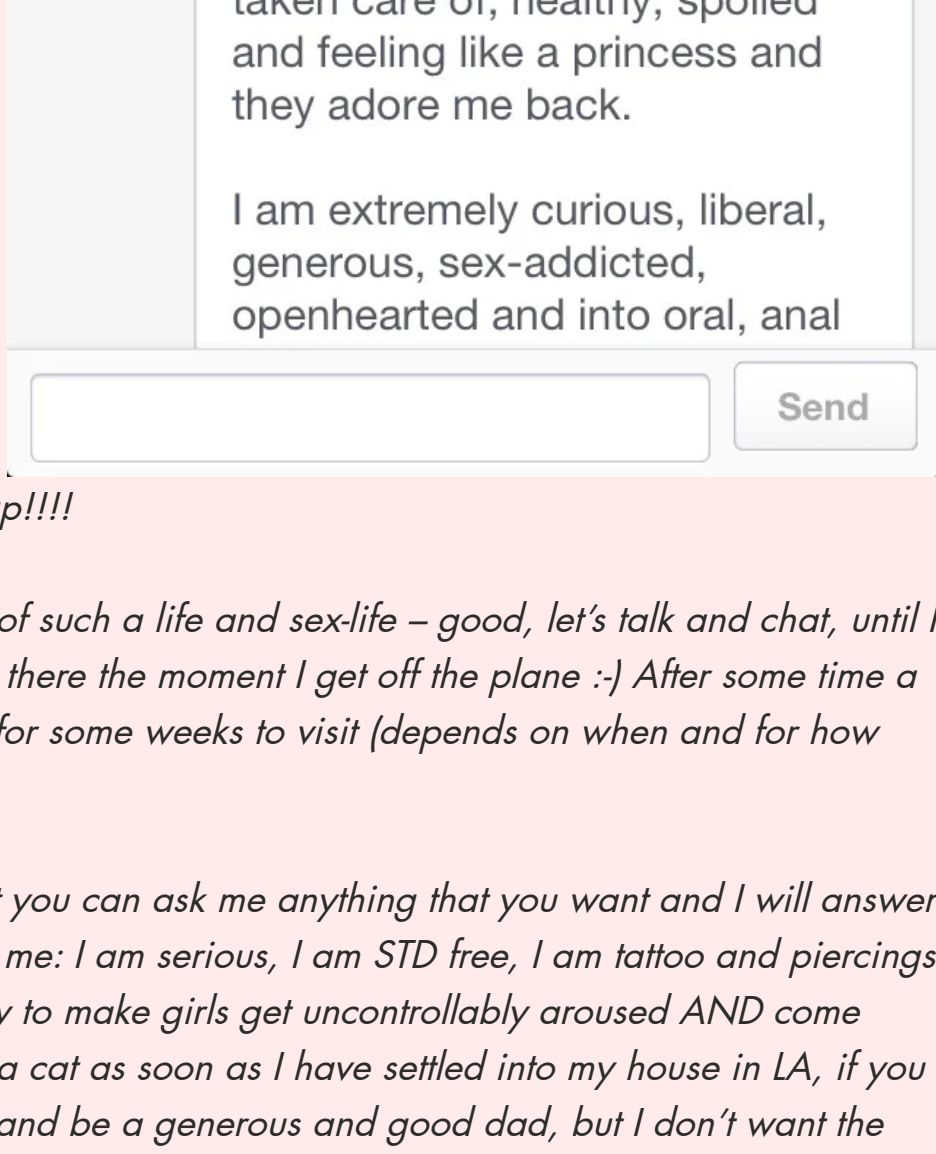 taken care of, healthy, spoiled
and feeling like a princess and
they adore me back.
I am extremely curious, liberal,
generous, sex-addicted,
openhearted and into oral, anal
Send
p!!!!
of such a life and sex-life – good, let's talk and chat, until I
there the moment I get off the plane :-) After some time a
for some weeks to visit (depends on when and for how
you can ask me anything that you want and I will answer
me: I am serious, I am STD free, I am tattoo and piercings
to make girls get uncontrollably aroused AND come
a cat as soon as I have settled into my house in LA, if you
and be a generous and good dad, but I don't want the